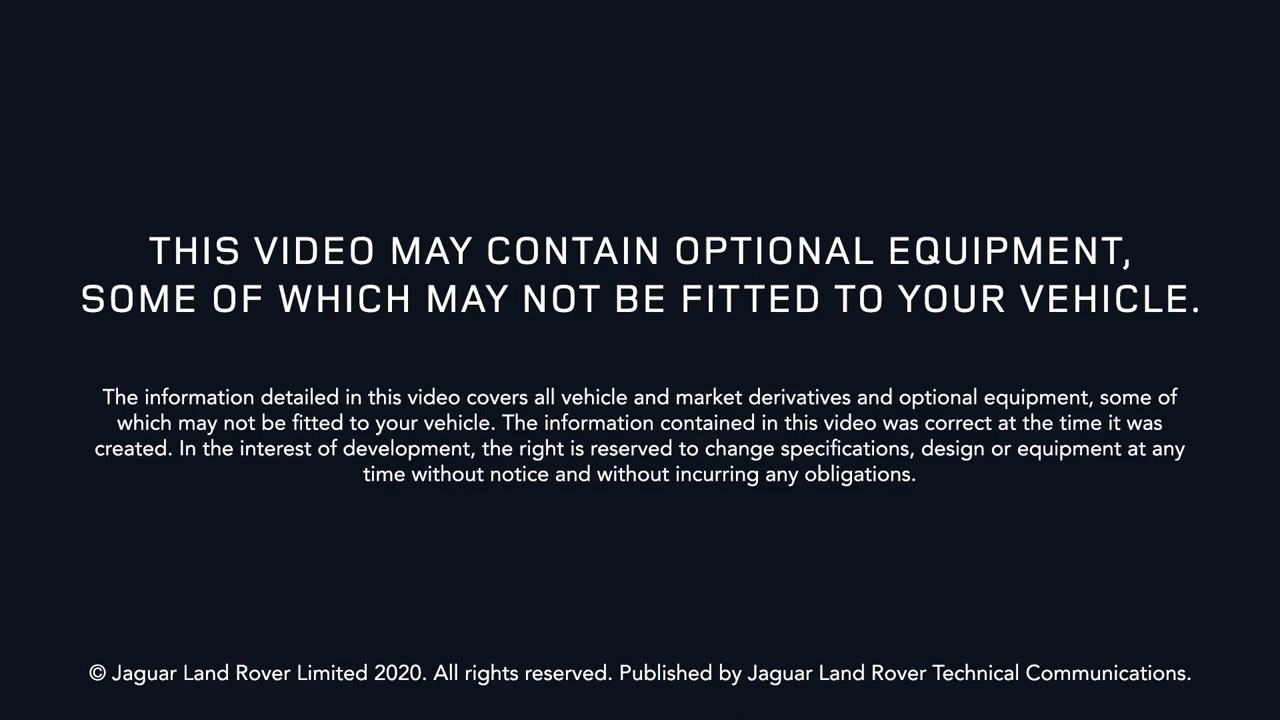 THIS VIDEO MAY CONTAIN OPTIONAL EQUIPMENT,
SOME OF WHICH MAY NOT BE FITTED TO YOUR VEHICLE.
The information detailed in this video covers all vehicle and market derivatives and optional equipment, some of
which may not be fitted to your vehicle. The information contained in this video was correct at the time it was
created. In the interest of development, the right is reserved to change specifications, design or equipment at any
time without notice and without incurring any obligations.
© Jaguar Land Rover Limited 2020. All rights reserved. Published by Jaguar Land Rover Technical Communications.